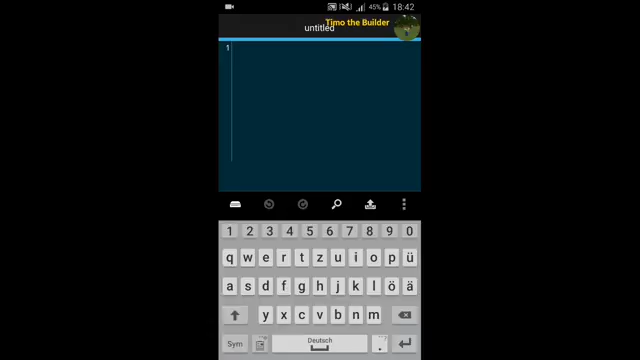 45% 18:42
Timo the Builder
untitled
1
1 2 3 4 5 6 7 8 9 0
q w e r t z u i o p ü
a s d f g h j k l ö ä
y x c v b n m
Sym Deutsch .